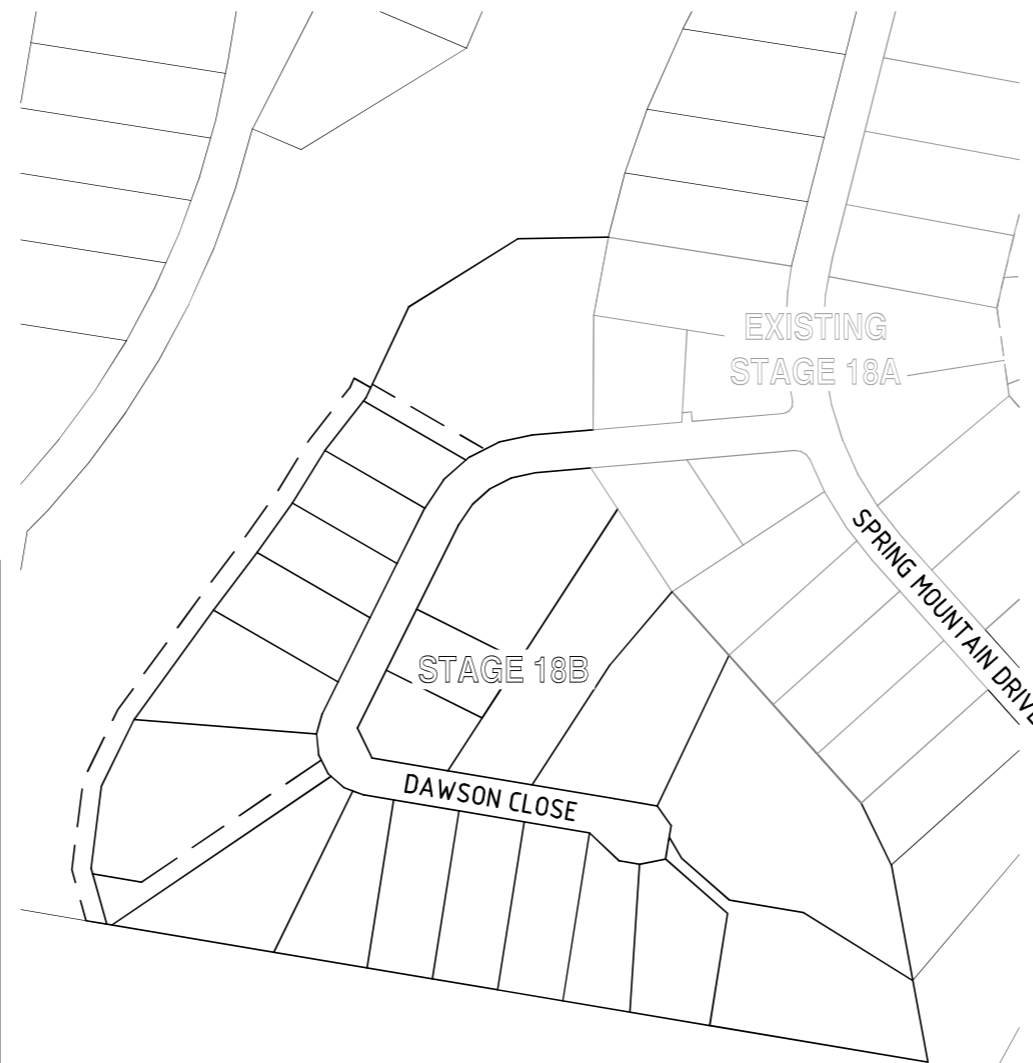 EXISTING
STAGE 18A
SPRING MOUNTAIN DRIVE
STAGE 18B
DAWSON CLOSE